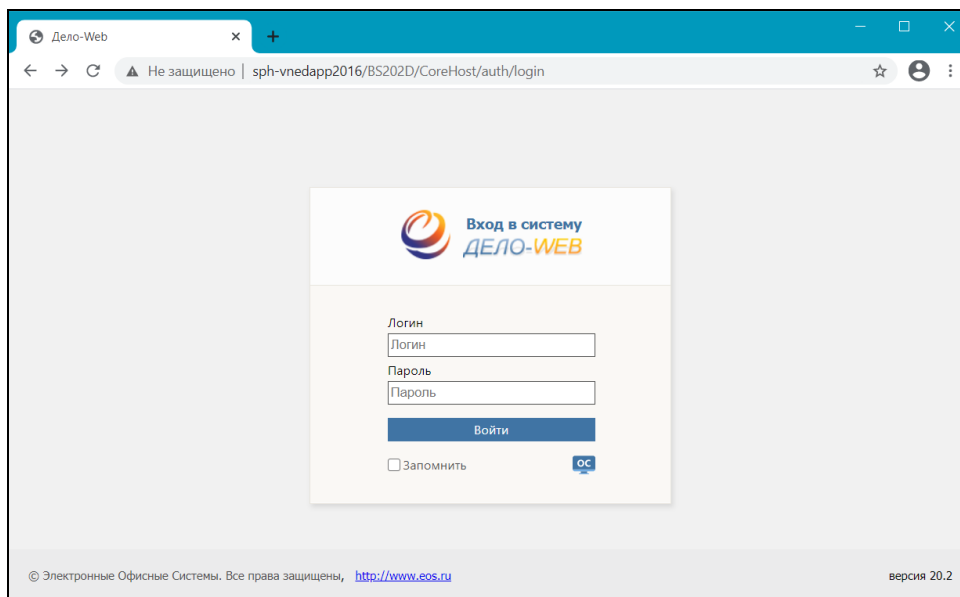 Дело-Web
Не защищено | sph-vnedapp2016/BS202D/CoreHost/auth/login
Вход в систему
ДЕЛО-WEB
Логин
Логин
Пароль
Пароль
Войти
Запомнить
ОС
© Электронные Офисные Системы. Все права защищены, http://www.eos.ru
версия 20.2